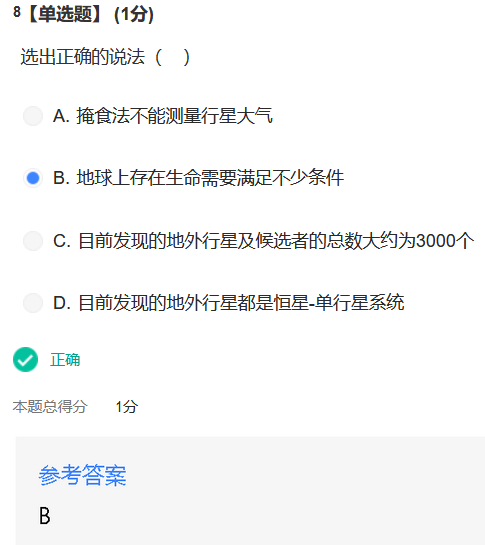 8【单选题】 (1分)
选出正确的说法（ ）
A. 掩食法不能测量行星大气
B. 地球上存在生命需要满足不少条件
C. 目前发现的地外行星及候选者的总数大约为3000个
D. 目前发现的地外行星都是恒星-单行星系统
正确
本题总得分 1分
参考答案
B